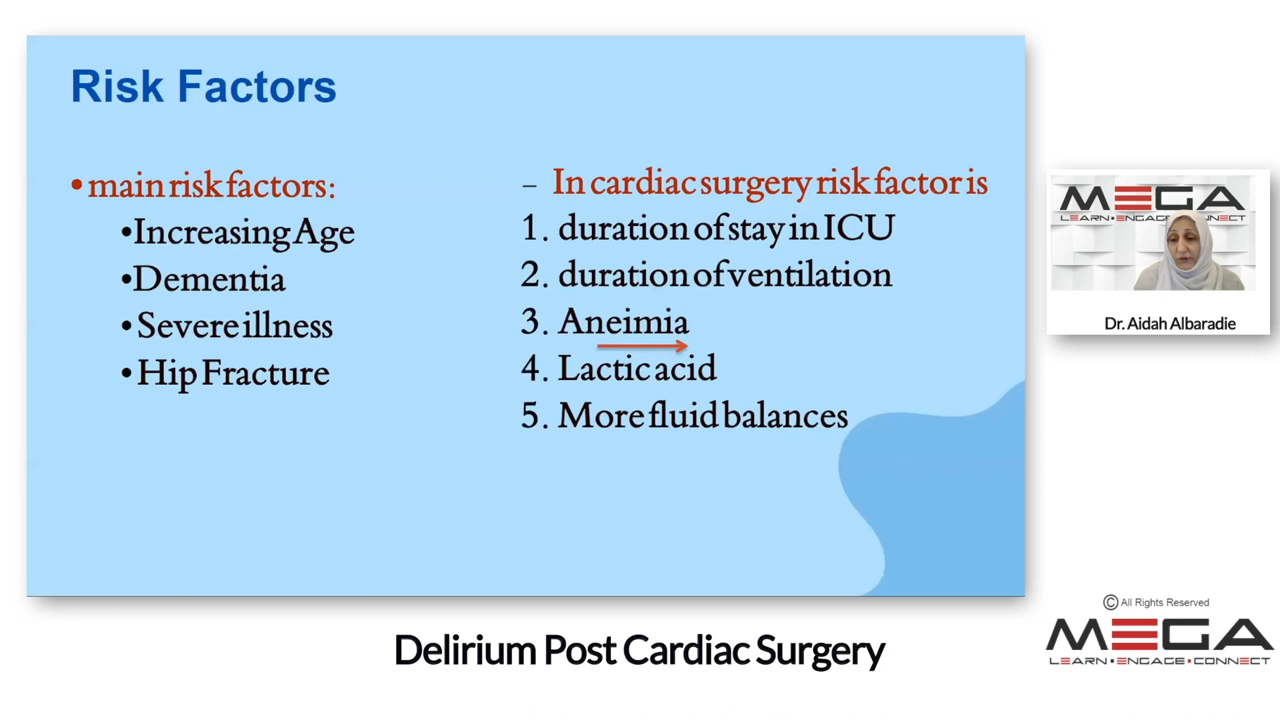 Risk Factors
•main risk factors:
•Increasing Age
•Dementia
•Severe illness
•Hip Fracture
– In cardiac surgery risk factor is
1. duration of stay in ICU
2. duration of ventilation
3. Aneimia
4. Lactic acid
5. More fluid balances
MEGA
LEARN • ENGAGE • CONNECT
Dr. Aidah Albaradie
Delirium Post Cardiac Surgery
© All Rights Reserved
MEGA
LEARN • ENGAGE • CONNECT